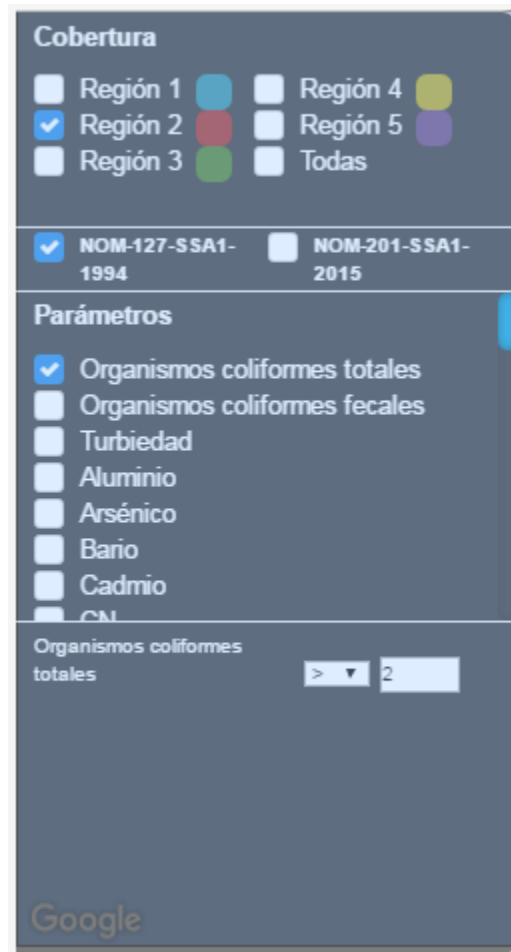 Cobertura
Región 1 Región 4
Región 2 Región 5
Región 3 Todas
NOM-127-SSA1- NOM-201-SSA1-
1994 2015
Parámetros
Organismos coliformes totales
Organismos coliformes fecales
Turbiedad
Aluminio
Arsénico
Bario
Cadmio
CN
Organismos coliformes
totales > 2
Google